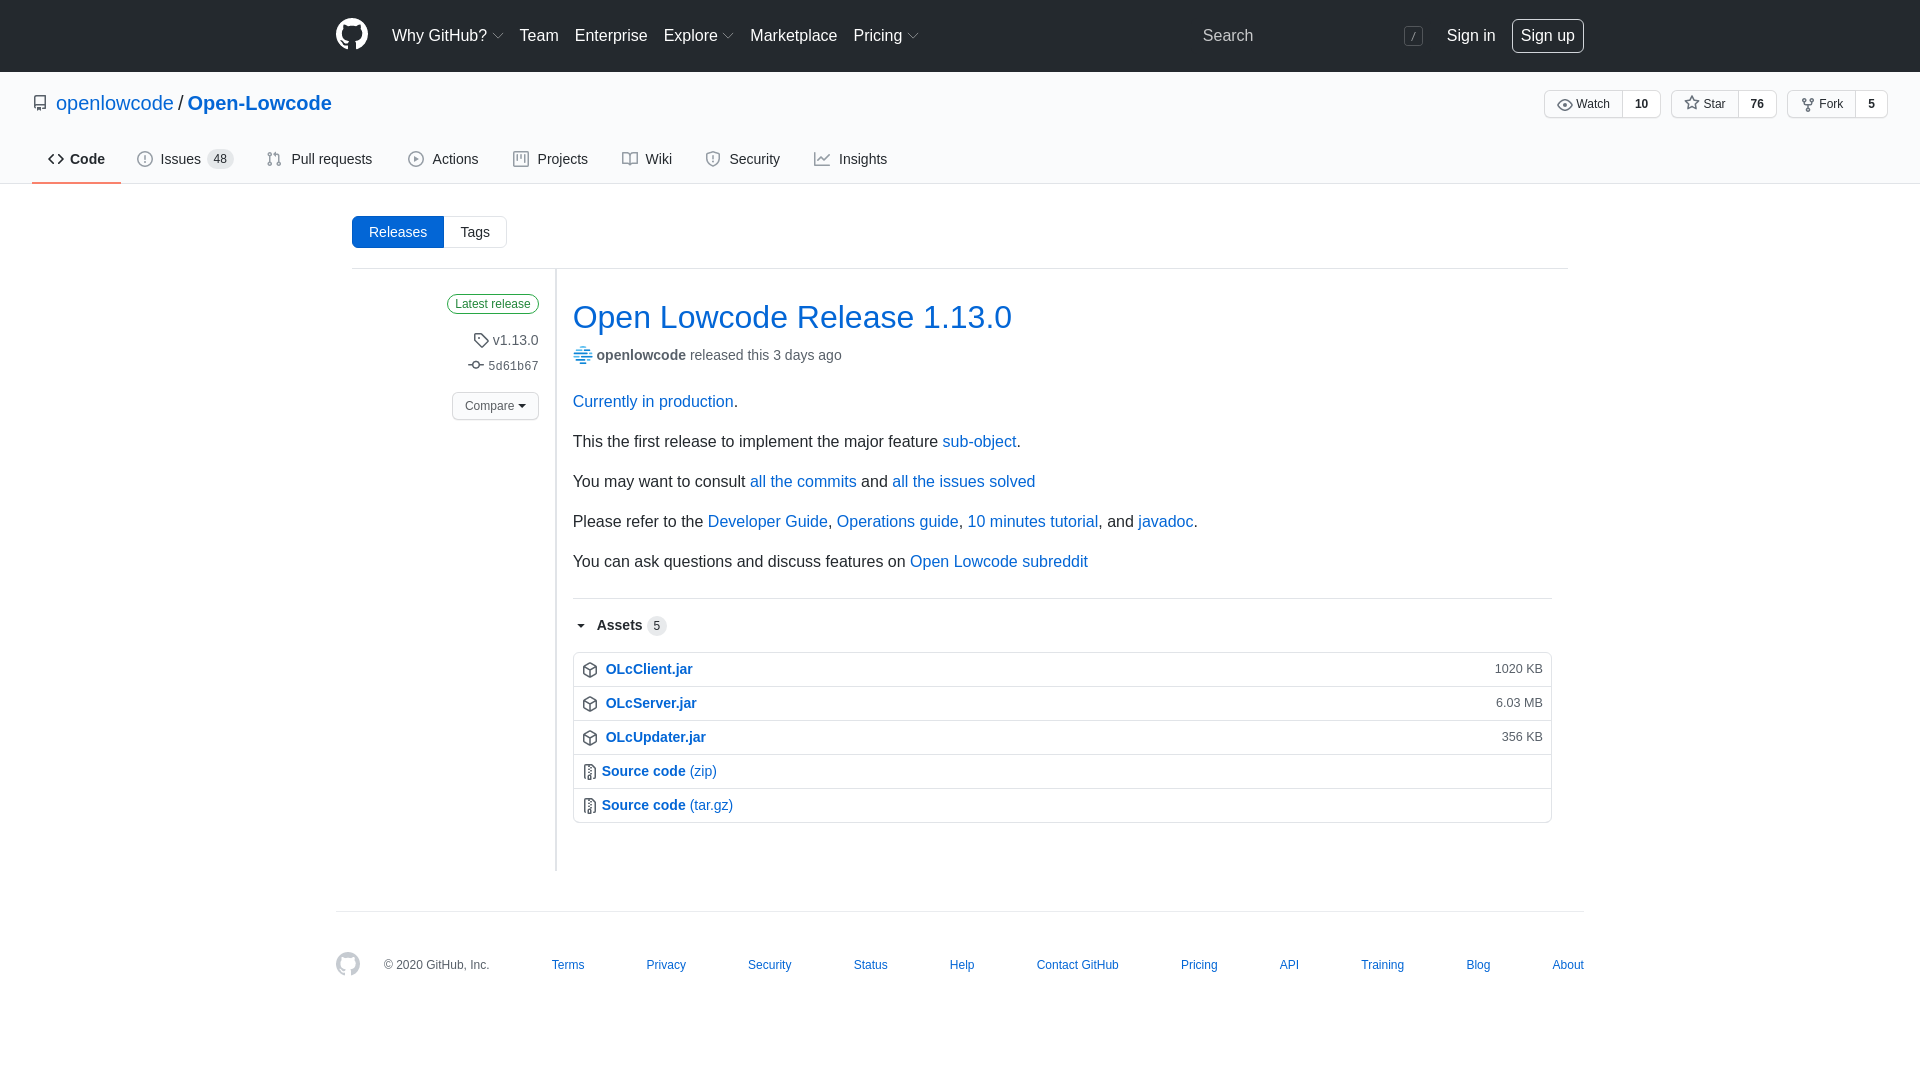 Why GitHub? Team Enterprise Explore Marketplace Pricing Search / Sign in Sign up
openlowcode / Open-Lowcode Watch 10 Star 76 Fork 5
Code Issues 48 Pull requests Actions Projects Wiki Security Insights
Releases Tags
Latest release
v1.13.0
5d61b67
Compare
Open Lowcode Release 1.13.0
openlowcode released this 3 days ago
Currently in production.
This the first release to implement the major feature sub-object.
You may want to consult all the commits and all the issues solved
Please refer to the Developer Guide, Operations guide, 10 minutes tutorial, and javadoc.
You can ask questions and discuss features on Open Lowcode subreddit
Assets 5
OLcClient.jar 1020 KB
OLcServer.jar 6.03 MB
OLcUpdater.jar 356 KB
Source code (zip)
Source code (tar.gz)
© 2020 GitHub, Inc. Terms Privacy Security Status Help Contact GitHub Pricing API Training Blog About